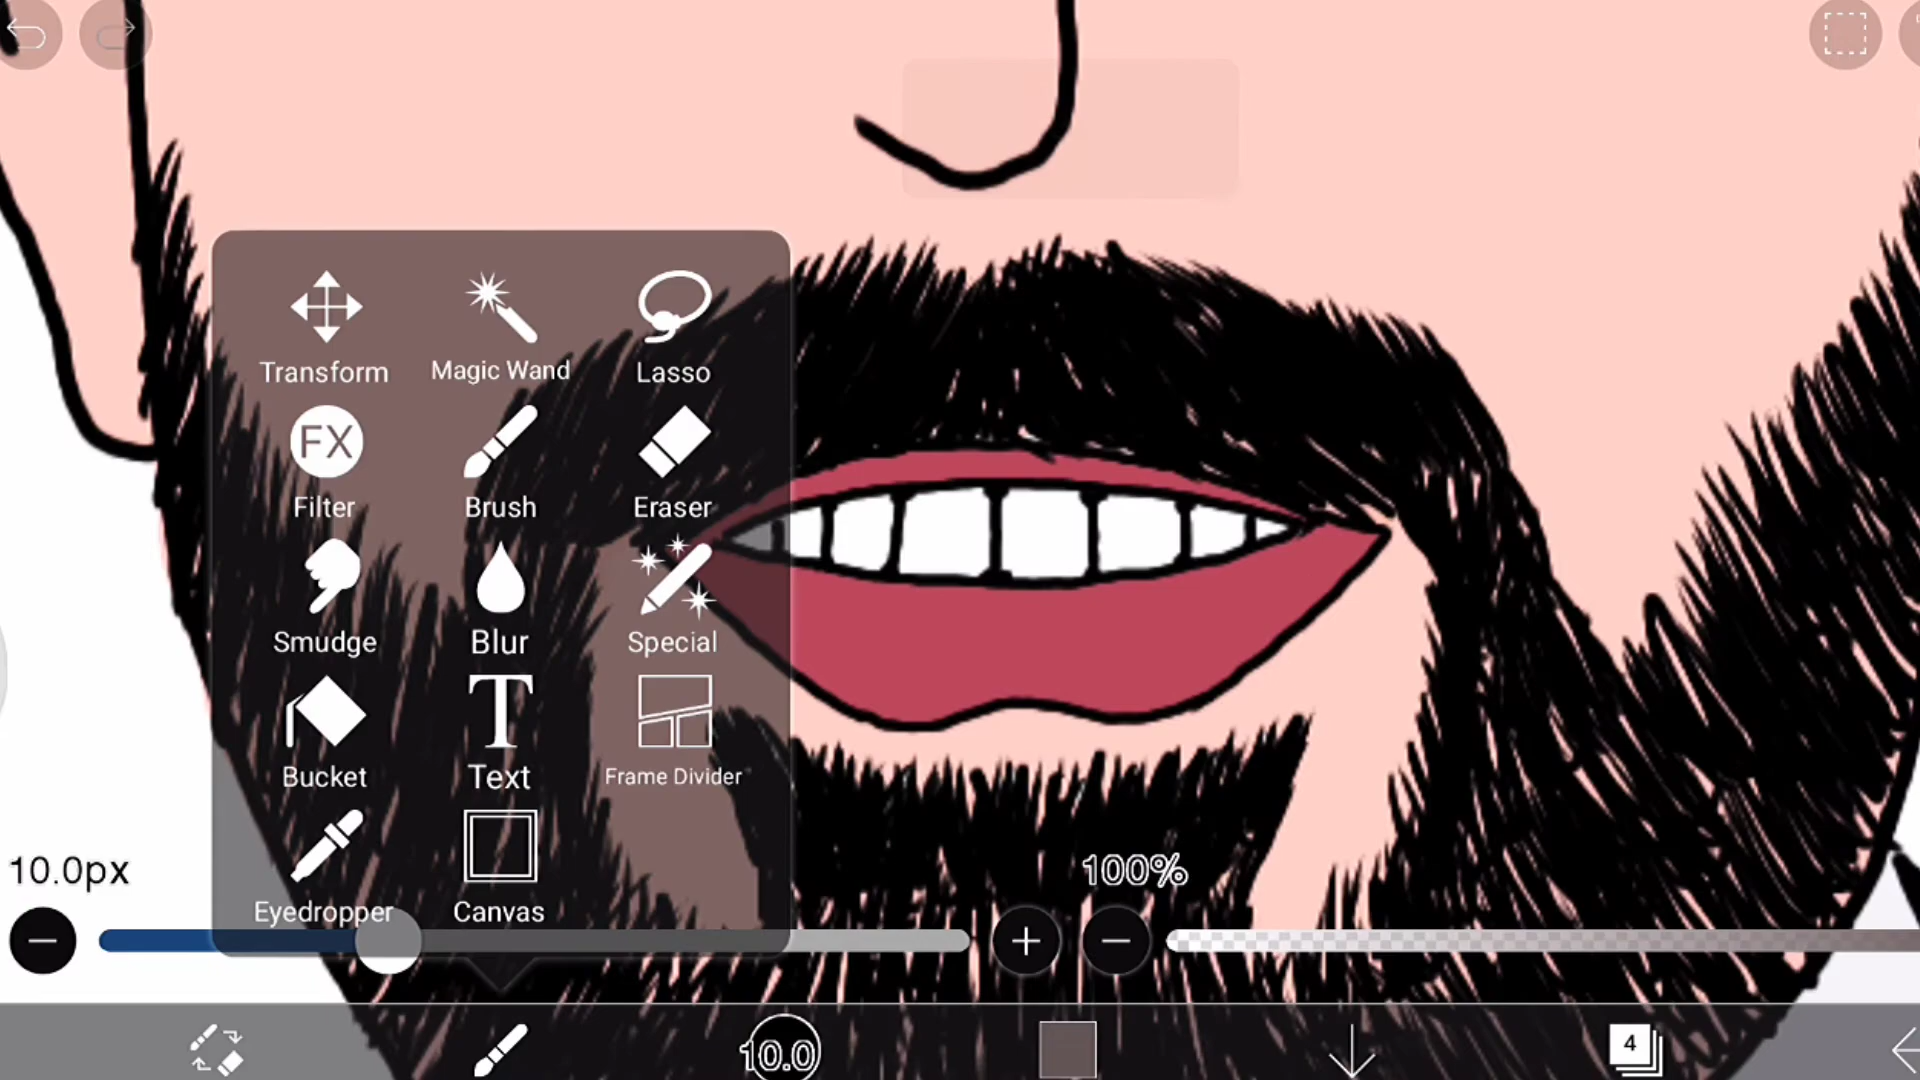 Transform Magic Wand Lasso
FX
Filter Brush Eraser
Smudge Blur Special
T
Bucket Text Frame Divider
Eyedropper Canvas
10.0px
100%
10.0
4